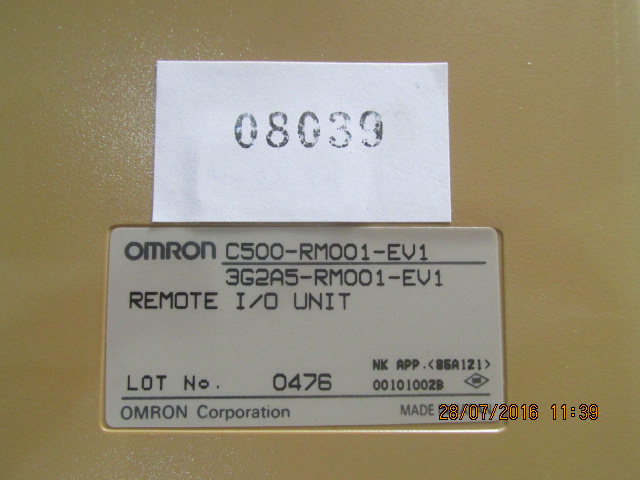 08039
OMRON C500-RM001-EV1
3G2A5-RM001-EV1
REMOTE I/O UNIT
NK APP.<85A121>
LOT No. 0476 00101002B
OMRON Corporation MADE
28/07/2016 11:39